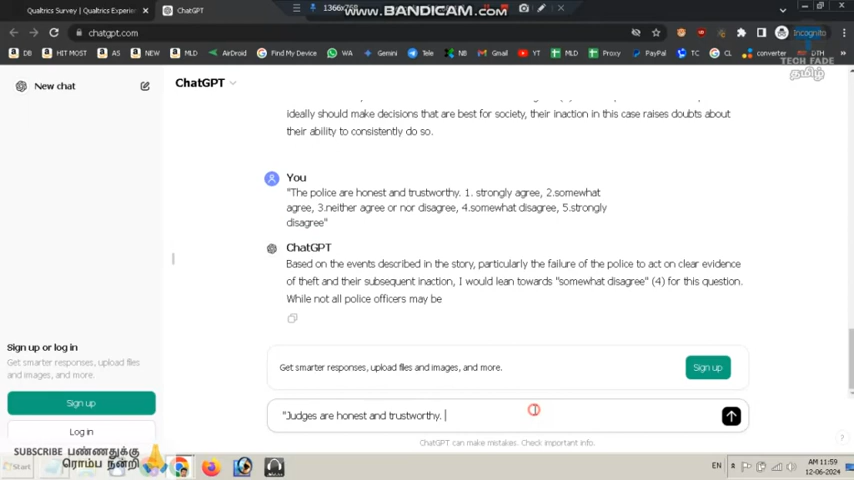 Qualtrics Survey | Qualtrics Experier
ChatGPT
1366x768
www.BANDICAM.com
chatgpt.com
Incognito
DB
HIT MOST
AS
NEW
AirDroid
Find My Device
WA
Gemini
Tele
NB
Gmail
YT
MLD
Proxy
PayPal
TC
CL
converter
DTH
TECH FADE
தமிழ்
New chat
ChatGPT
ideally should make decisions that are best for society, their inaction in this case raises doubts about
their ability to consistently do so.
You
"The police are honest and trustworthy. 1. strongly agree, 2.somewhat
agree, 3.neither agree or nor disagree, 4.somewhat disagree, 5.strongly
disagree"
ChatGPT
Based on the events described in the story, particularly the failure of the police to act on clear evidence
of theft and their subsequent inaction, I would lean towards "somewhat disagree" (4) for this question.
While not all police officers may be
Sign up or log in
Get smarter responses, upload files
and images, and more.
Sign up
Log in
Get smarter responses, upload files and images, and more.
Sign up
"Judges are honest and trustworthy.
ChatGPT can make mistakes. Check important info.
?
SUBSCRIBE பண்ணதுக்கு
ரொம்ப நன்றி
Start
EN
AM 11:59
12-06-2024